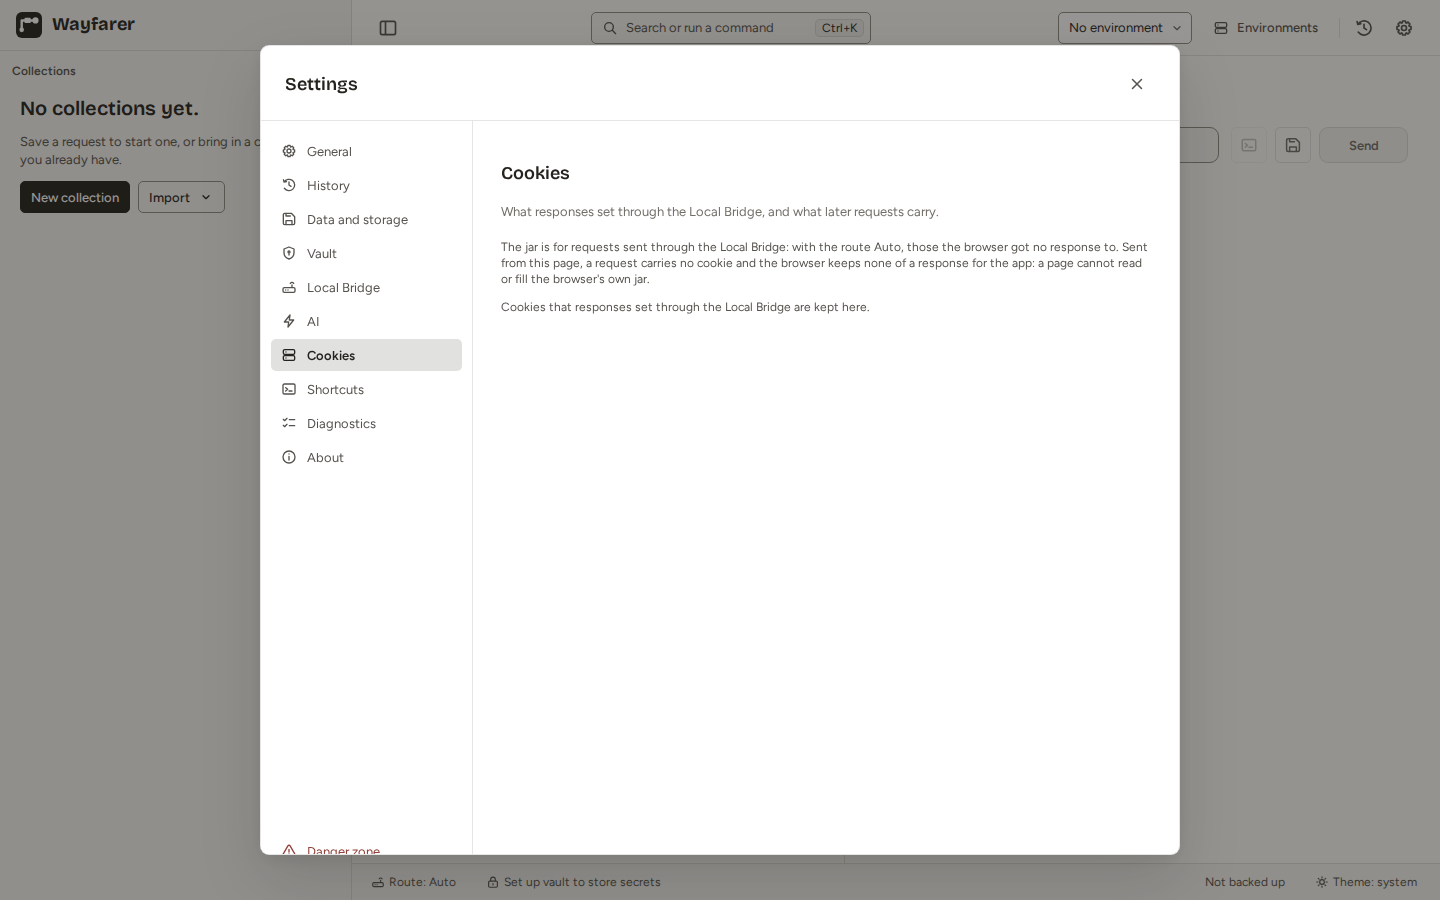 Wayfarer
Search or run a command
Ctrl+K
No environment
Environments
Collections
No collections yet.
Save a request to start one, or bring in a c
you already have.
New collection
Import
Send
Settings
General
History
Data and storage
Vault
Local Bridge
AI
Cookies
Shortcuts
Diagnostics
About
Danger zone
Cookies
What responses set through the Local Bridge, and what later requests carry.
The jar is for requests sent through the Local Bridge: with the route Auto, those the browser got no response to. Sent
from this page, a request carries no cookie and the browser keeps none of a response for the app: a page cannot read
or fill the browser's own jar.
Cookies that responses set through the Local Bridge are kept here.
Route: Auto
Set up vault to store secrets
Not backed up
Theme: system